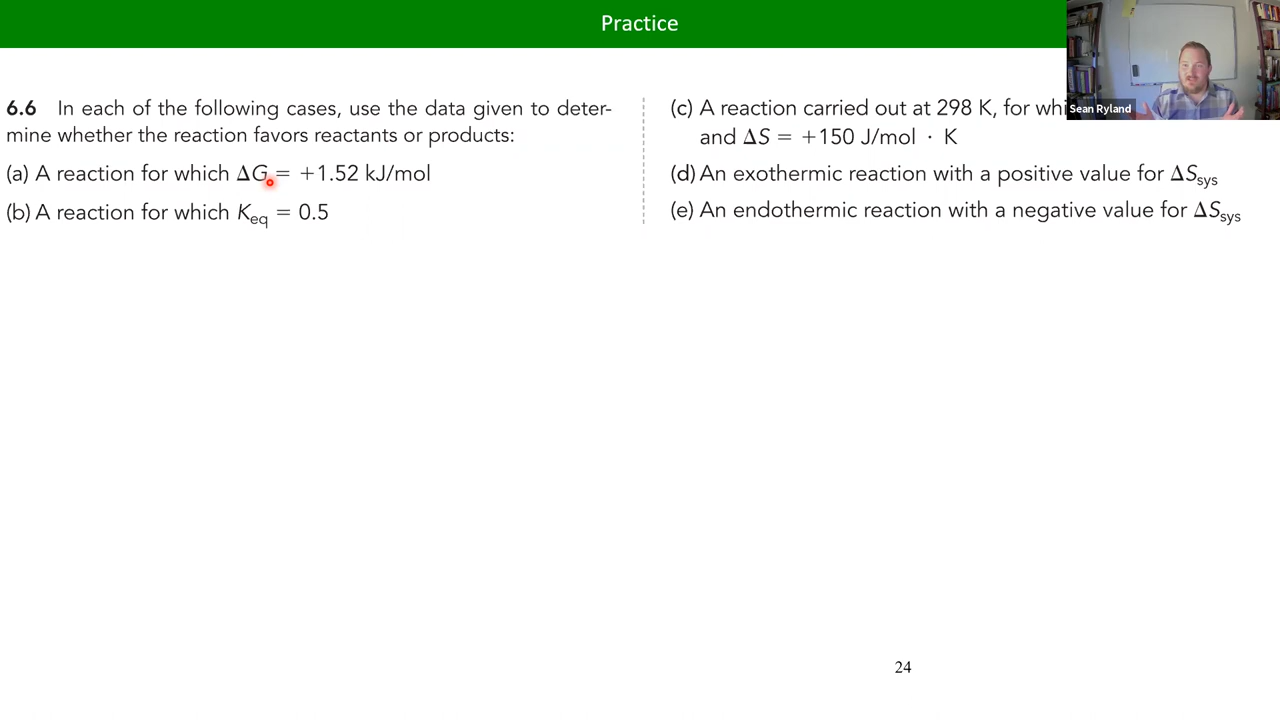 Practice
Sean Ryland
6.6 In each of the following cases, use the data given to deter-
mine whether the reaction favors reactants or products:
(a) A reaction for which ΔG = +1.52 kJ/mol
(b) A reaction for which Keq = 0.5
(c) A reaction carried out at 298 K, for
and ΔS = +150 J/mol · K
(d) An exothermic reaction with a positive value for ΔSsys
(e) An endothermic reaction with a negative value for ΔSsys
24